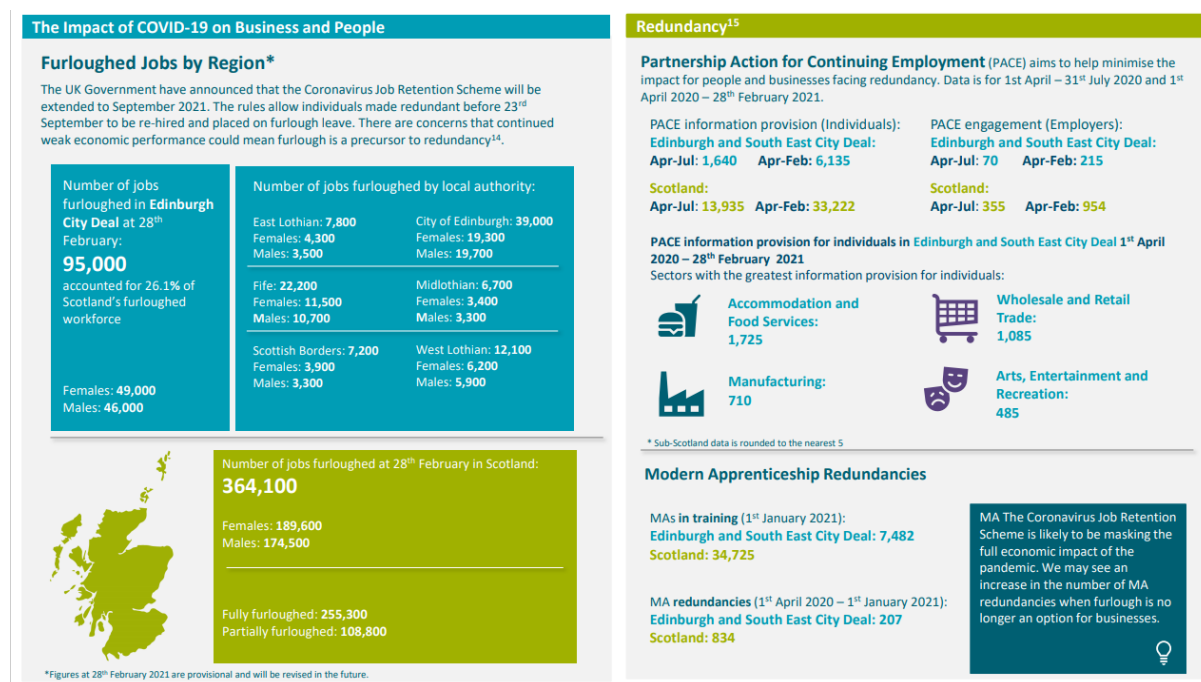 The Impact of COVID-19 on Business and People
Furloughed Jobs by Region*
The UK Government have announced that the Coronavirus Job Retention Scheme will be
extended to September 2021. The rules allow individuals made redundant before 23rd
September to be re-hired and placed on furlough leave. There are concerns that continued
weak economic performance could mean furlough is a precursor to redundancy14.
Number of jobs
furloughed in Edinburgh
City Deal at 28th
February:
95,000
accounted for 26.1% of
Scotland's furloughed
workforce
Females: 49,000
Males: 46,000
Number of jobs furloughed by local authority:
East Lothian: 7,800
Females: 4,300
Males: 3,500
City of Edinburgh: 39,000
Females: 19,300
Males: 19,700
Fife: 22,200
Females: 11,500
Males: 10,700
Midlothian: 6,700
Females: 3,400
Males: 3,300
Scottish Borders: 7,200
Females: 3,900
Males: 3,300
West Lothian: 12,100
Females: 6,200
Males: 5,900
Number of jobs furloughed at 28th February in Scotland:
364,100
Females: 189,600
Males: 174,500
Fully furloughed: 255,300
Partially furloughed: 108,800
*Figures at 28th February 2021 are provisional and will be revised in the future.
Redundancy15
Partnership Action for Continuing Employment (PACE) aims to help minimise the
impact for people and businesses facing redundancy. Data is for 1st April – 31st July 2020 and 1st
April 2020 – 28th February 2021.
PACE information provision (Individuals):
Edinburgh and South East City Deal:
Apr-Jul: 1,640 Apr-Feb: 6,135
Scotland:
Apr-Jul: 13,935 Apr-Feb: 33,222
PACE engagement (Employers):
Edinburgh and South East City Deal:
Apr-Jul: 70 Apr-Feb: 215
Scotland:
Apr-Jul: 355 Apr-Feb: 954
PACE information provision for individuals in Edinburgh and South East City Deal 1st April
2020 – 28th February 2021
Sectors with the greatest information provision for individuals:
Accommodation and
Food Services:
1,725
Wholesale and Retail
Trade:
1,085
Manufacturing:
710
Arts, Entertainment and
Recreation:
485
* Sub-Scotland data is rounded to the nearest 5
Modern Apprenticeship Redundancies
MAs in training (1st January 2021):
Edinburgh and South East City Deal: 7,482
Scotland: 34,725
MA redundancies (1st April 2020 – 1st January 2021):
Edinburgh and South East City Deal: 207
Scotland: 834
MA The Coronavirus Job Retention
Scheme is likely to be masking the
full economic impact of the
pandemic. We may see an
increase in the number of MA
redundancies when furlough is no
longer an option for businesses.